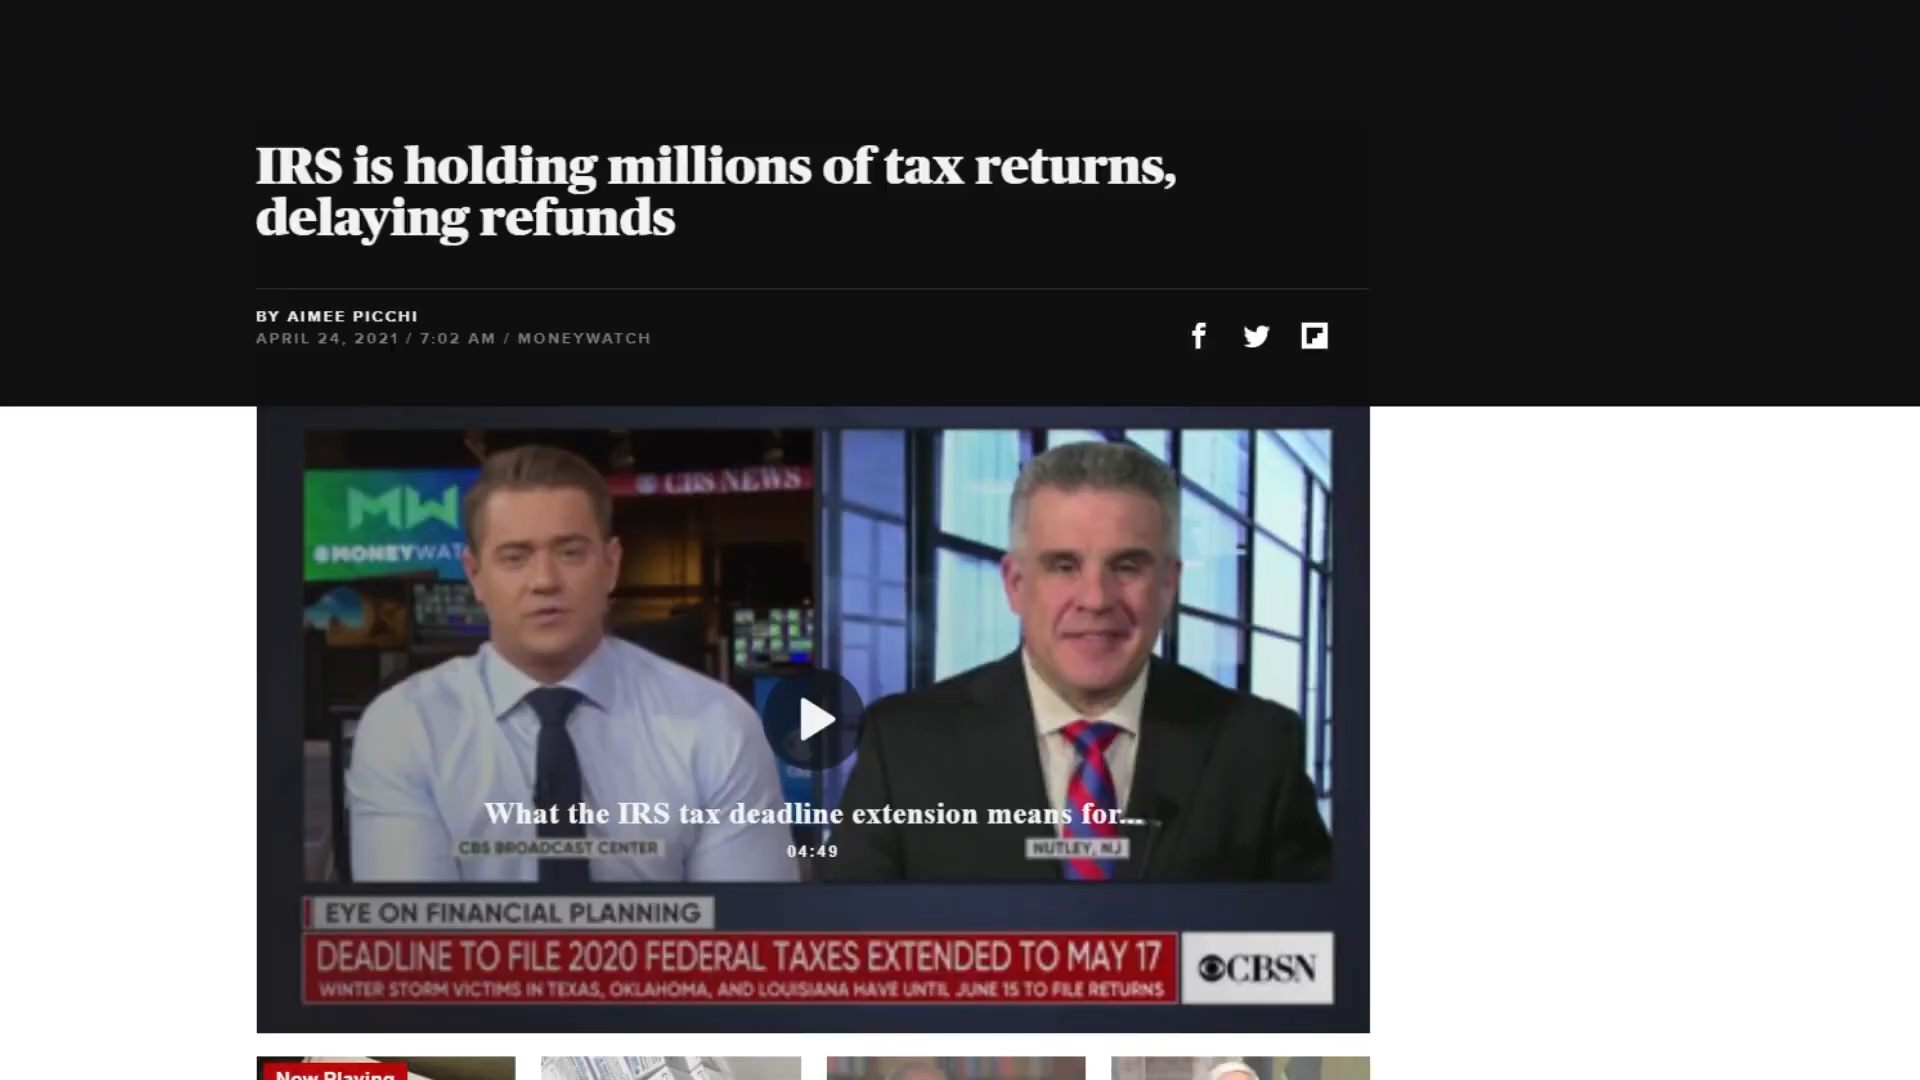 IRS is holding millions of tax returns,
delaying refunds
BY AIMEE PICCHI
APRIL 24, 2021 / 7:02 AM / MONEYWATCH
CBS NEWS
MW
What the IRS tax deadline extension means for...
CBS BROADCAST CENTER
04:49
NUTLEY, NJ
EYE ON FINANCIAL PLANNING
DEADLINE TO FILE 2020 FEDERAL TAXES EXTENDED TO MAY 17
WINTER STORM VICTIMS IN TEXAS, OKLAHOMA, AND LOUISIANA HAVE UNTIL JUNE 15 TO FILE RETURNS
CBSN
Now Playing